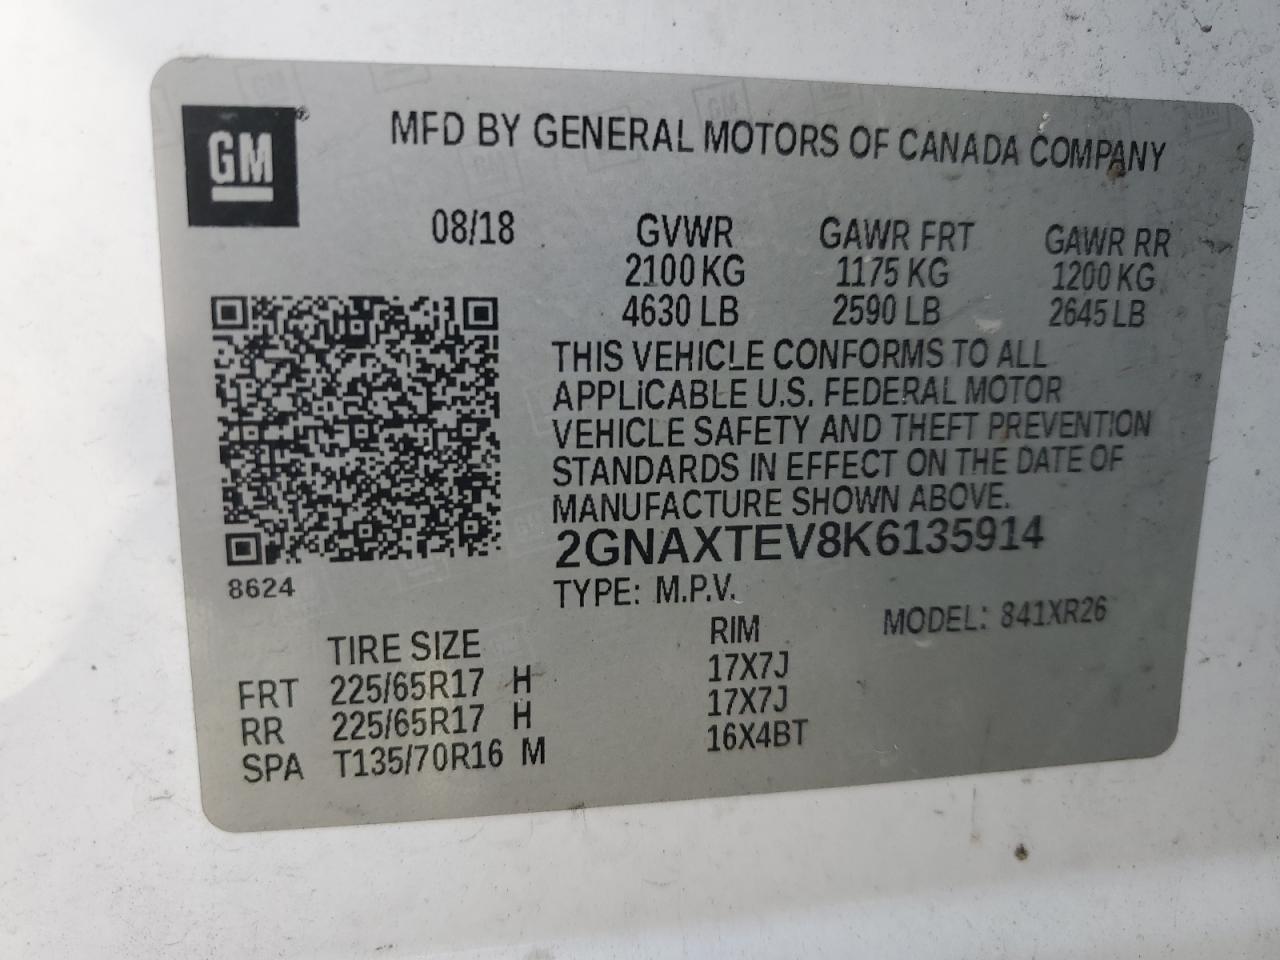 GM
MFD BY GENERAL MOTORS OF CANADA COMPANY
08/18 GVWR GAWR FRT GAWR RR
2100 KG 1175 KG 1200 KG
4630 LB 2590 LB 2645 LB
THIS VEHICLE CONFORMS TO ALL
APPLICABLE U.S. FEDERAL MOTOR
VEHICLE SAFETY AND THEFT PREVENTION
STANDARDS IN EFFECT ON THE DATE OF
MANUFACTURE SHOWN ABOVE.
2GNAXTEV8K6135914
8624
TYPE: M.P.V. MODEL: 841XR26
TIRE SIZE RIM
FRT 225/65R17 H 17X7J
RR 225/65R17 H 17X7J
SPA T135/70R16 M 16X4BT